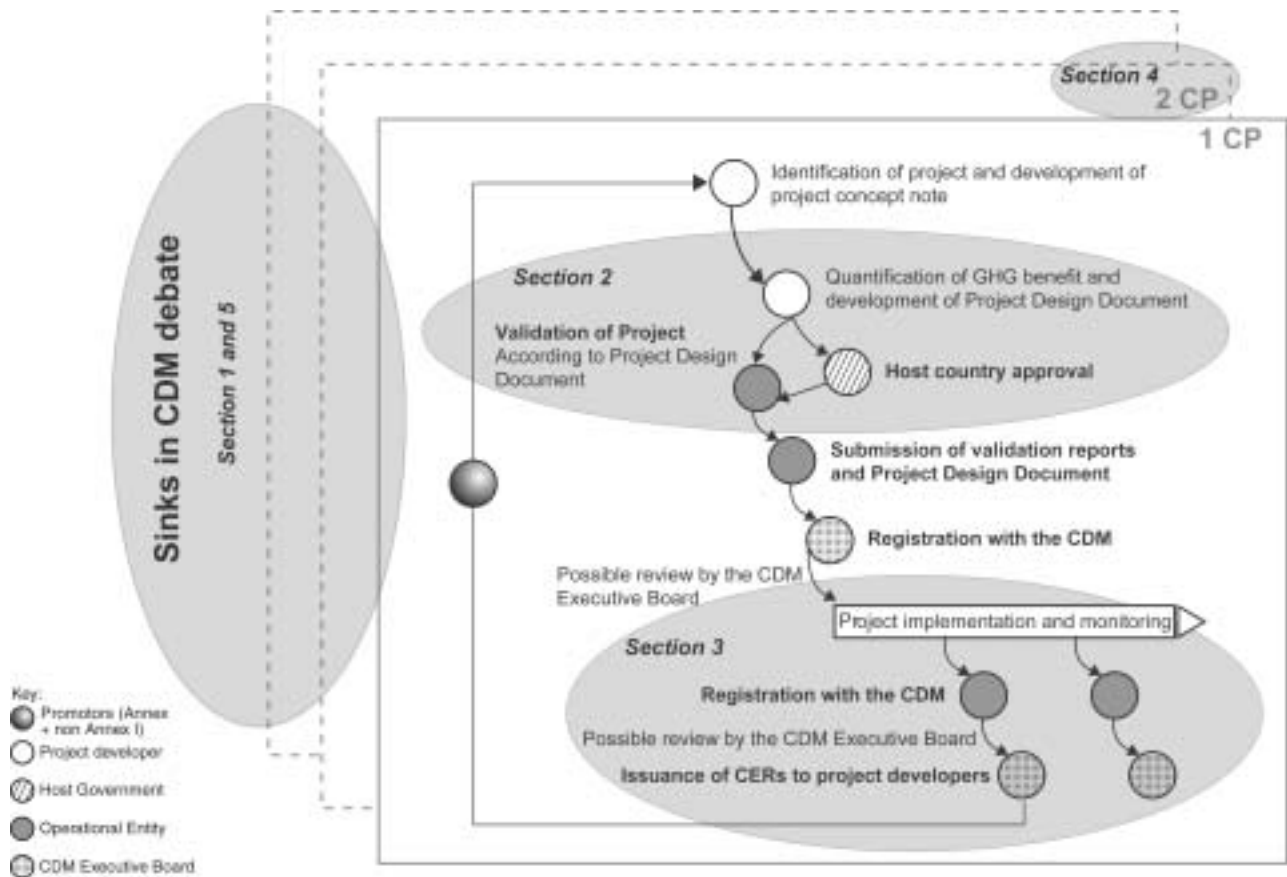 Section 4
2 CP
1 CP
Identification of project and development of
project concept note
Section 2
Quantification of GHG benefit and
development of Project Design Document
Validation of Project
According to Project Design
Document
Host country approval
Sinks in CDM debate
Section 1 and 5
Submission of validation reports
and Project Design Document
Registration with the CDM
Possible review by the CDM
Executive Board
Project implementation and monitoring
Section 3
Registration with the CDM
Possible review by the CDM Executive Board
Issuance of CERs to project developers
Key:
Promotors (Annex
+ non Annex I)
Project developer
Host Government
Operational Entity
CDM Executive Board